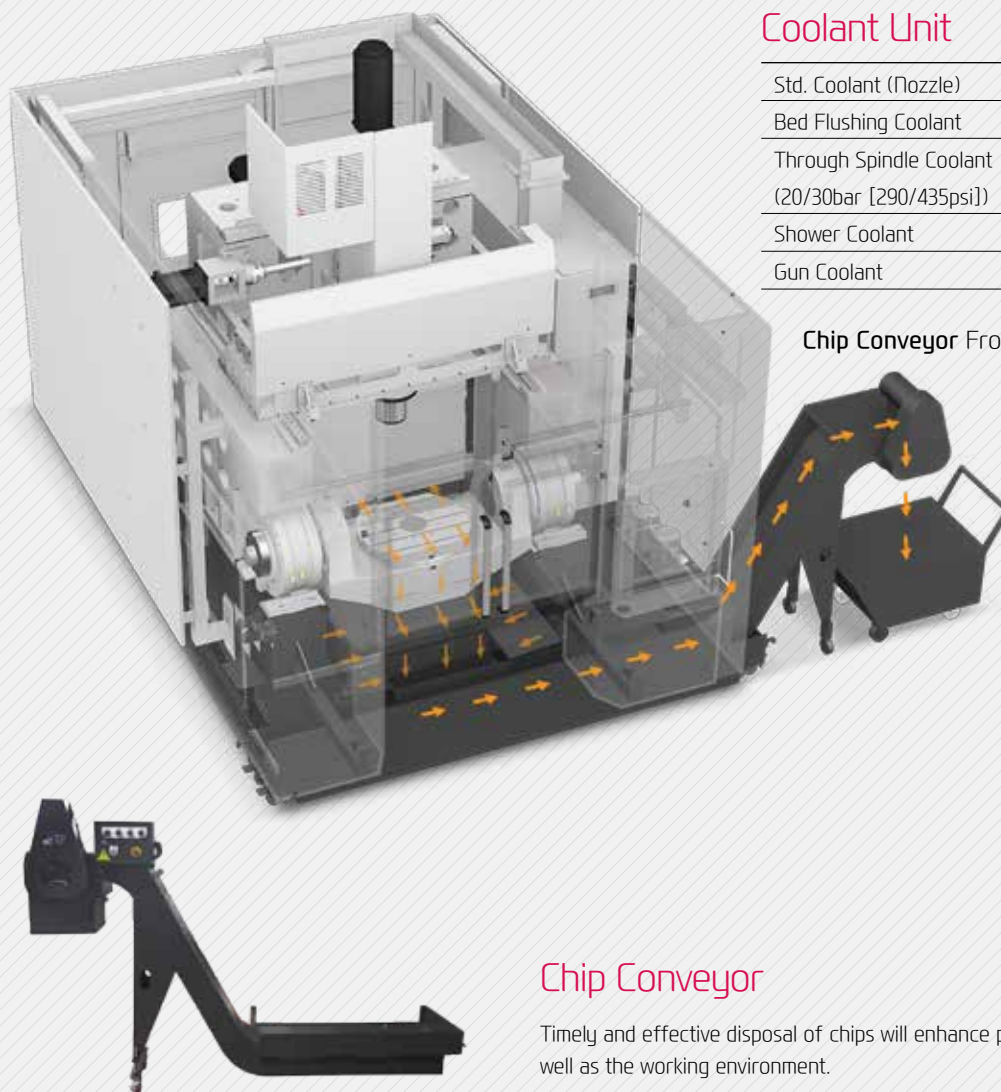 Coolant Unit
Std. Coolant (Nozzle)
Bed Flushing Coolant
Through Spindle Coolant
(20/30bar [290/435psi])
Shower Coolant
Gun Coolant
Chip Conveyor
Chip Conveyor
Timely and effective disposal of chips will enhance
well as the working environment.